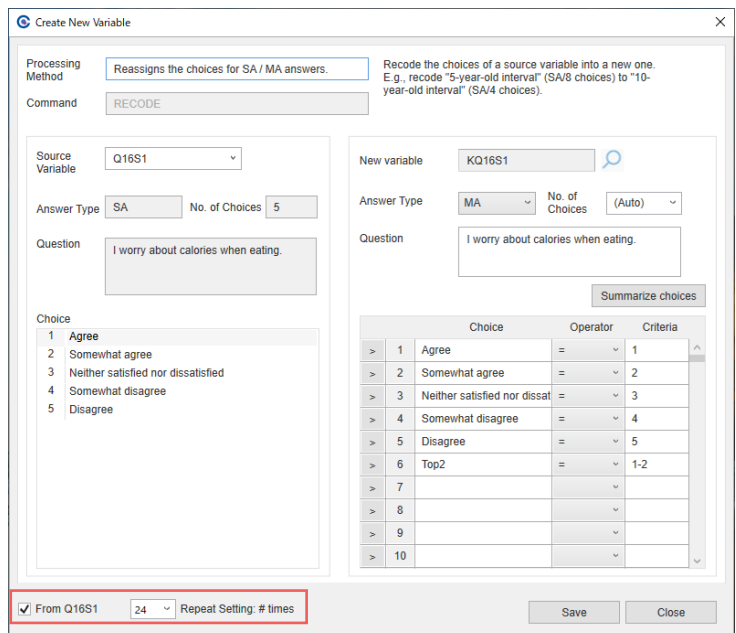 Create New Variable
Processing
Method
Reassigns the choices for SA / MA answers.
Recode the choices of a source variable into a new one.
E.g., recode "5-year-old interval" (SA/8 choices) to "10-
year-old interval" (SA/4 choices).
Command
RECODE
Source
Variable
Q16S1
Answer Type
SA
No. of Choices
5
Question
I worry about calories when eating.
Choice
1 Agree
2 Somewhat agree
3 Neither satisfied nor dissatisfied
4 Somewhat disagree
5 Disagree
New variable
KQ16S1
Answer Type
MA
No. of
Choices
(Auto)
Question
I worry about calories when eating.
Summarize choices
Choice Operator Criteria
> 1 Agree = 1
> 2 Somewhat agree = 2
> 3 Neither satisfied nor dissat = 3
> 4 Somewhat disagree = 4
> 5 Disagree = 5
> 6 Top2 = 1-2
> 7
> 8
> 9
> 10
From Q16S1
24
Repeat Setting: # times
Save
Close